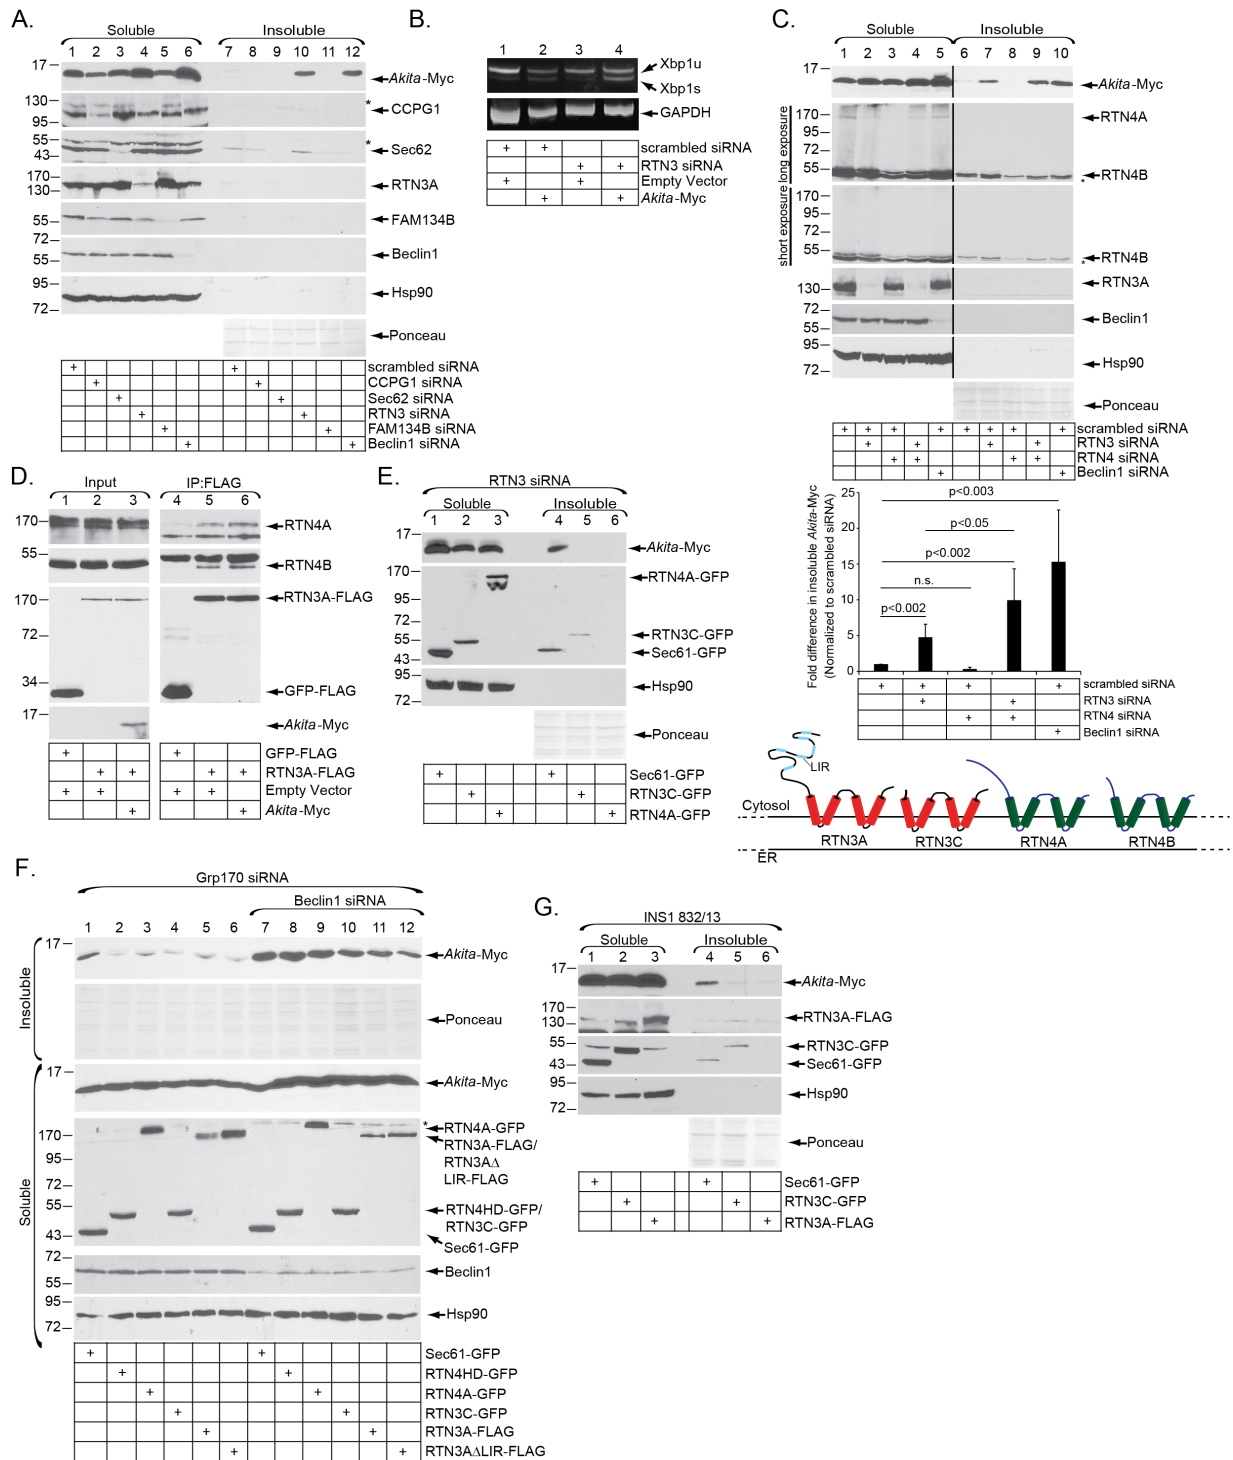 A.
Soluble Insoluble
1 2 3 4 5 6 7 8 9 10 11 12
17
Akita-Myc
130
95
*
CCPG1
55
43
*
Sec62
170
130
RTN3A
55
FAM134B
72
55
Beclin1
95
72
Hsp90
Ponceau
+ + scrambled siRNA
+ + CCPG1 siRNA
+ + Sec62 siRNA
+ + RTN3 siRNA
+ + FAM134B siRNA
+ + Beclin1 siRNA
B.
1 2 3 4
Xbp1u
Xbp1s
GAPDH
+ + scrambled siRNA
+ + RTN3 siRNA
+ + Empty Vector
+ + Akita-Myc
C.
Soluble Insoluble
1 2 3 4 5 6 7 8 9 10
17
Akita-Myc
long exposure
170
95
72
55
RTN4A
RTN4B
*
short exposure
170
95
72
55
RTN4B
*
130
RTN3A
72
55
Beclin1
95
72
Hsp90
Ponceau
+ + + + + + + + scrambled siRNA
+ + + + RTN3 siRNA
+ + + + RTN4 siRNA
+ + Beclin1 siRNA
Fold difference in insoluble Akita-Myc
(Normalized to scrambled siRNA)
25
20
15
10
5
0
p<0.003
p<0.05
p<0.002
n.s.
p<0.002
+ + + + scrambled siRNA
+ + RTN3 siRNA
+ + RTN4 siRNA
+ Beclin1 siRNA
LIR
Cytosol
RTN3A RTN3C RTN4A RTN4B
ER
D.
Input IP:FLAG
1 2 3 4 5 6
170
RTN4A
55
RTN4B
170
72
34
RTN3A-FLAG
GFP-FLAG
17
Akita-Myc
+ + GFP-FLAG
+ + + + RTN3A-FLAG
+ + + + Empty Vector
+ + Akita-Myc
E.
RTN3 siRNA
Soluble Insoluble
1 2 3 4 5 6
17
Akita-Myc
170
95
72
55
43
RTN4A-GFP
RTN3C-GFP
Sec61-GFP
95
72
Hsp90
Ponceau
+ + Sec61-GFP
+ + RTN3C-GFP
+ + RTN4A-GFP
F.
Grp170 siRNA
Beclin1 siRNA
1 2 3 4 5 6 7 8 9 10 11 12
Insoluble
17
Akita-Myc
Ponceau
Soluble
17
Akita-Myc
170
95
72
55
43
*
RTN4A-GFP
RTN3A-FLAG/
RTN3AΔ
LIR-FLAG
RTN4HD-GFP/
RTN3C-GFP
Sec61-GFP
72
55
Beclin1
95
72
Hsp90
+ + Sec61-GFP
+ + RTN4HD-GFP
+ + RTN4A-GFP
+ + RTN3C-GFP
+ + RTN3A-FLAG
+ + RTN3AΔLIR-FLAG
G.
INS1 832/13
Soluble Insoluble
1 2 3 4 5 6
17
Akita-Myc
170
130
RTN3A-FLAG
55
43
RTN3C-GFP
Sec61-GFP
95
72
Hsp90
Ponceau
+ + Sec61-GFP
+ + RTN3C-GFP
+ + RTN3A-FLAG